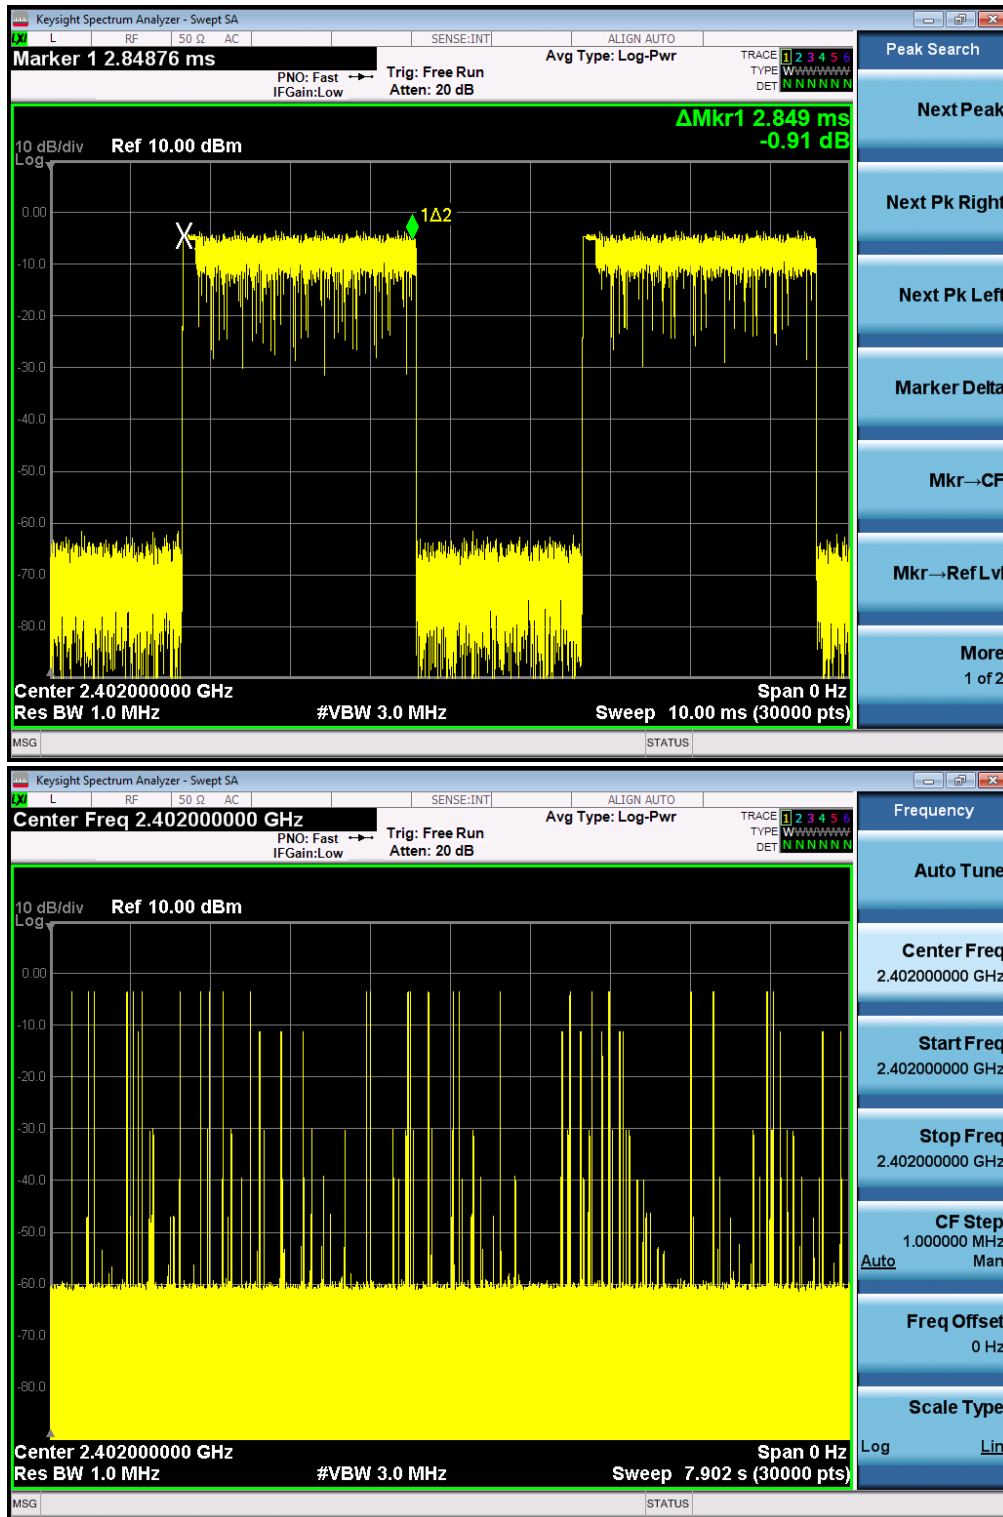 Keysight Spectrum Analyzer - Swept SA
LXI L RF 50 Ω AC SENSE:INT ALIGN AUTO
Marker 1 2.84876 ms
PNO: Fast
IFGain:Low
Trig: Free Run
Atten: 20 dB
Avg Type: Log-Pwr
TRACE 1 2 3 4 5 6
TYPE WWWWWW
DET N N N N N N
ΔMkr1 2.849 ms
-0.91 dB
10 dB/div Ref 10.00 dBm
Log
0.00
-10.0
-20.0
-30.0
-40.0
-50.0
-60.0
-70.0
-80.0
X
1Δ2
Center 2.402000000 GHz Span 0 Hz
Res BW 1.0 MHz #VBW 3.0 MHz Sweep 10.00 ms (30000 pts)
MSG STATUS
Peak Search
Next Peak
Next Pk Right
Next Pk Left
Marker Delta
Mkr→CF
Mkr→Ref Lvl
More
1 of 2
Keysight Spectrum Analyzer - Swept SA
LXI L RF 50 Ω AC SENSE:INT ALIGN AUTO
Center Freq 2.402000000 GHz
PNO: Fast
IFGain:Low
Trig: Free Run
Atten: 20 dB
Avg Type: Log-Pwr
TRACE 1 2 3 4 5 6
TYPE WWWWWW
DET N N N N N N
10 dB/div Ref 10.00 dBm
Log
0.00
-10.0
-20.0
-30.0
-40.0
-50.0
-60.0
-70.0
-80.0
Center 2.402000000 GHz Span 0 Hz
Res BW 1.0 MHz #VBW 3.0 MHz Sweep 7.902 s (30000 pts)
MSG STATUS
Frequency
Auto Tune
Center Freq
2.402000000 GHz
Start Freq
2.402000000 GHz
Stop Freq
2.402000000 GHz
CF Step
1.000000 MHz
Auto Man
Freq Offset
0 Hz
Scale Type
Log Lin